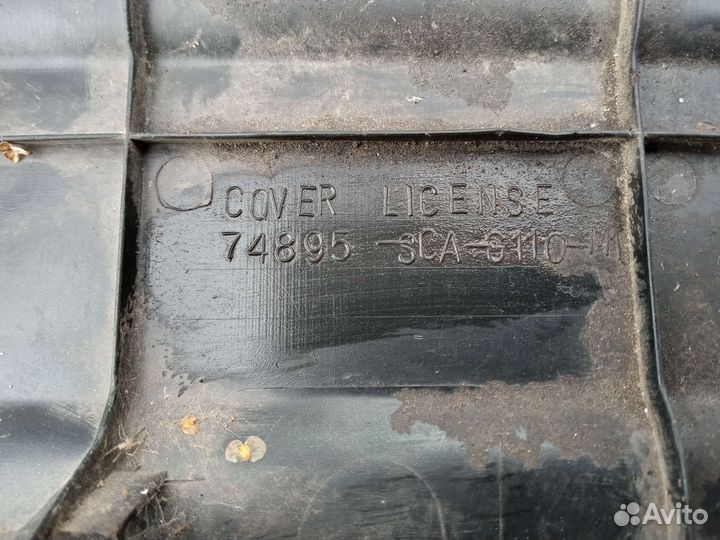 COVER LICENSE
74895-SCA-G110-M1
Avito